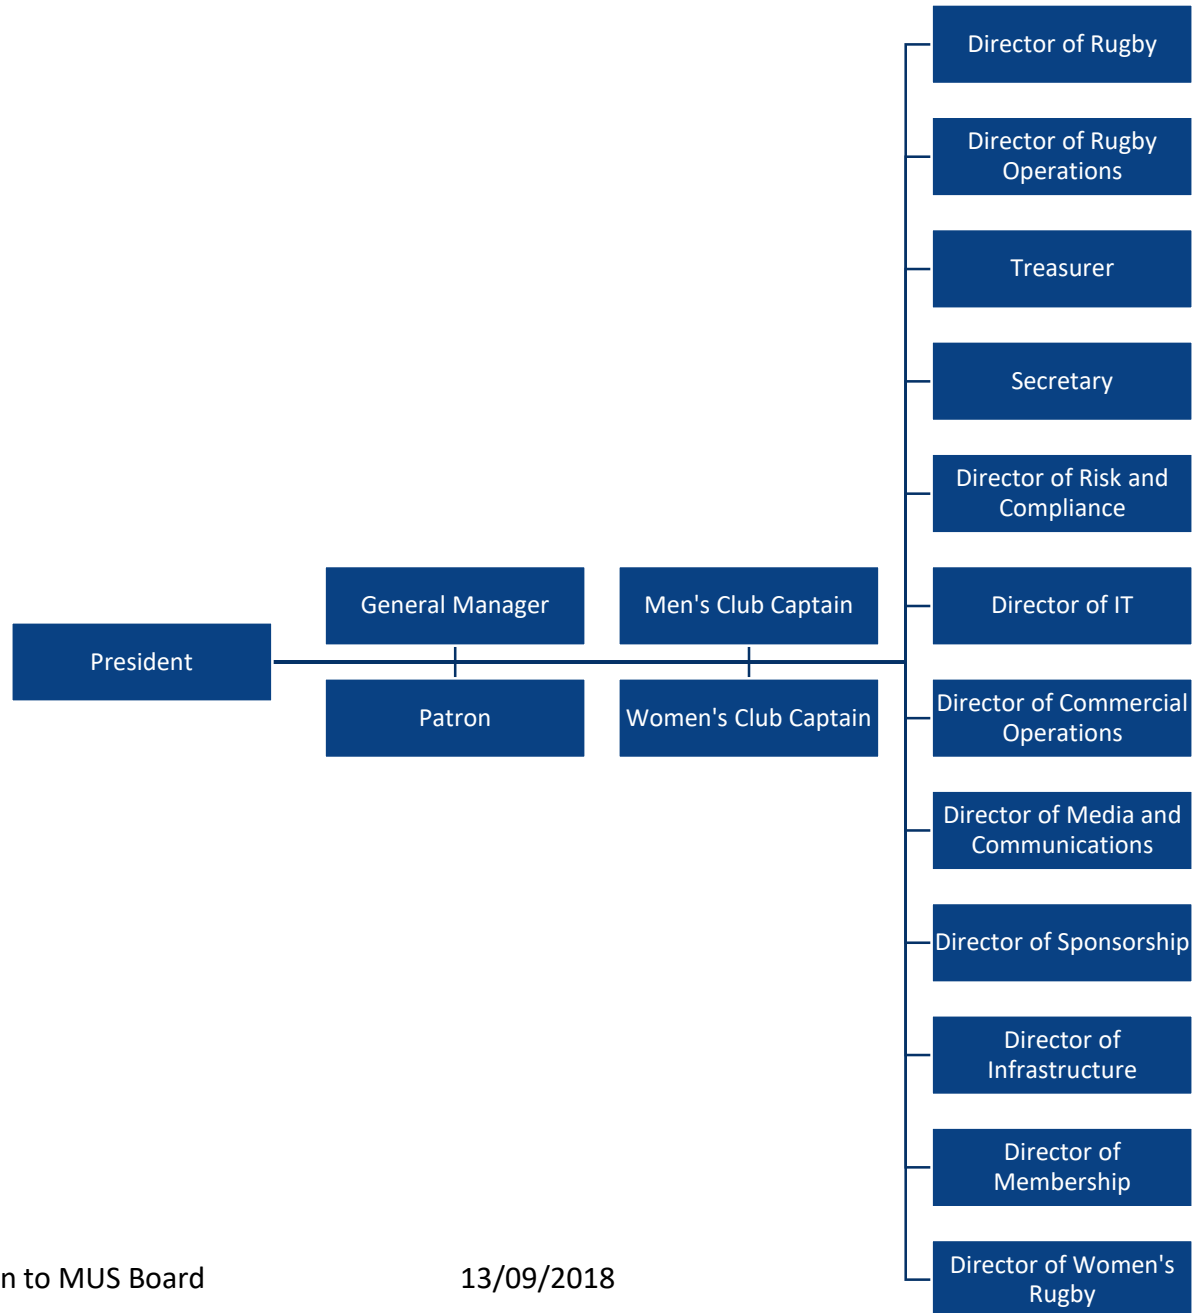 Director of Rugby
Director of Rugby
Operations
Treasurer
Secretary
Director of Risk and
Compliance
General Manager
Men's Club Captain
Director of IT
President
Patron
Women's Club Captain
Director of Commercial
Operations
Director of Media and
Communications
Director of Sponsorship
Director of
Infrastructure
Director of
Membership
Director of Women's
Rugby
n to MUS Board
13/09/2018